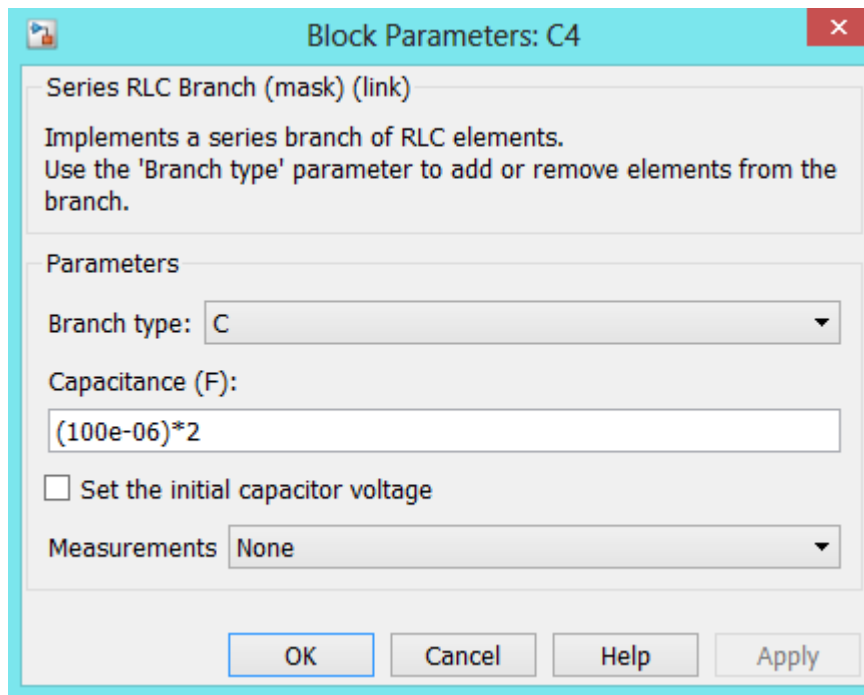 Block Parameters: C4
Series RLC Branch (mask) (link)
Implements a series branch of RLC elements.
Use the 'Branch type' parameter to add or remove elements from the
branch.
Parameters
Branch type: C
Capacitance (F):
(100e-06)*2
Set the initial capacitor voltage
Measurements None
OK Cancel Help Apply